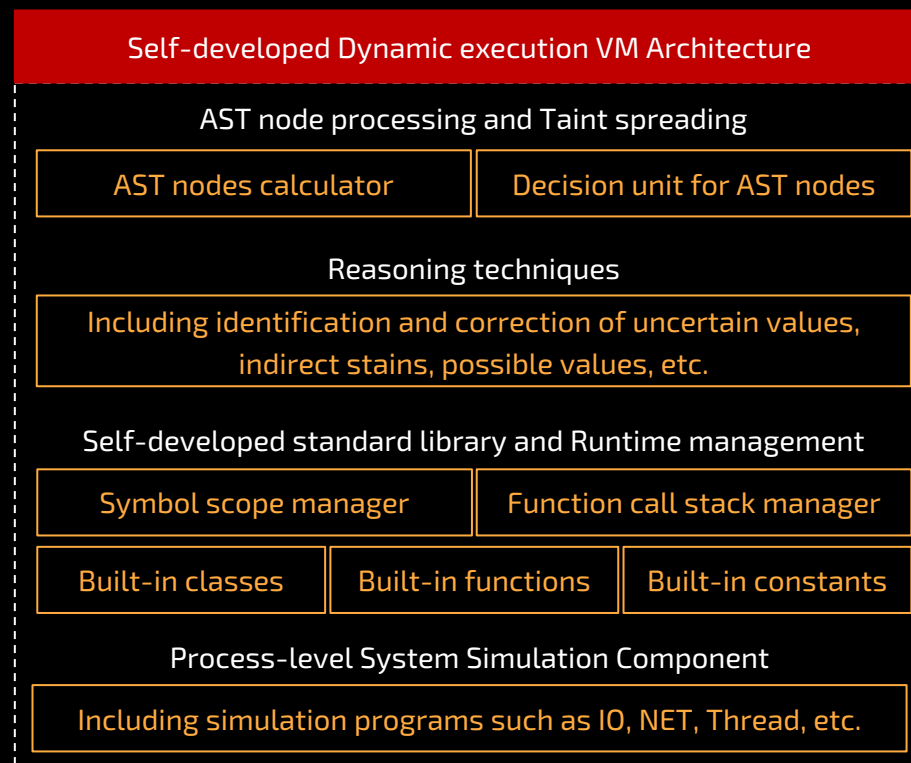 Self-developed Dynamic execution VM Architecture
AST node processing and Taint spreading
AST nodes calculator
Decision unit for AST nodes
Reasoning techniques
Including identification and correction of uncertain values,
indirect stains, possible values, etc.
Self-developed standard library and Runtime management
Symbol scope manager
Function call stack manager
Built-in classes
Built-in functions
Built-in constants
Process-level System Simulation Component
Including simulation programs such as IO, NET, Thread, etc.